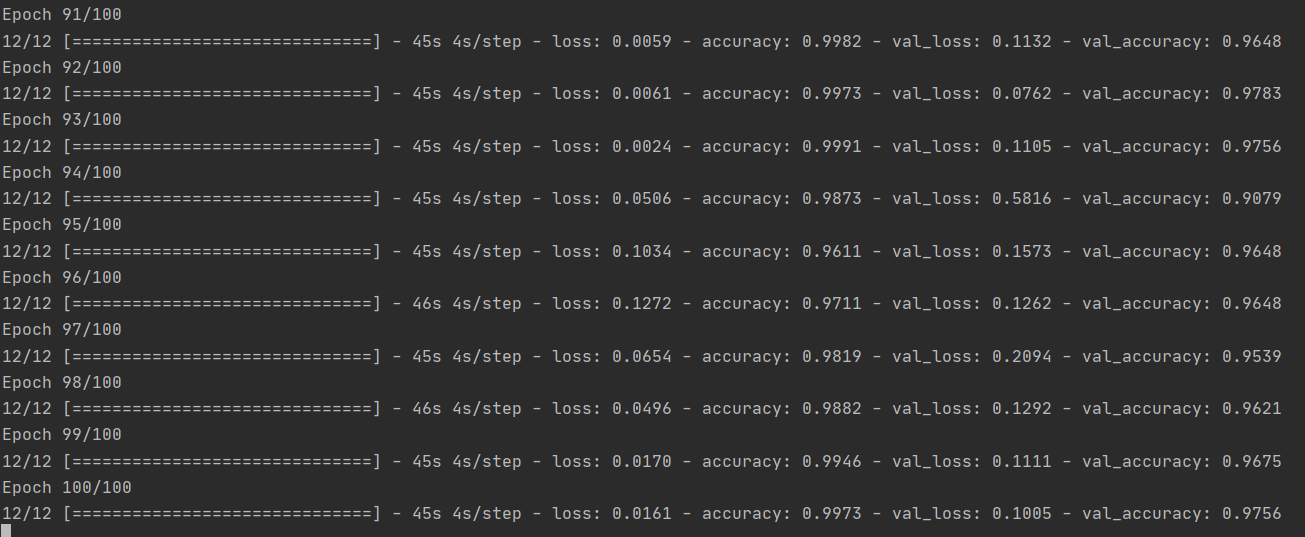 Epoch 91/100
12/12 [==============================] - 45s 4s/step - loss: 0.0059 - accuracy: 0.9982 - val_loss: 0.1132 - val_accuracy: 0.9648
Epoch 92/100
12/12 [==============================] - 45s 4s/step - loss: 0.0061 - accuracy: 0.9973 - val_loss: 0.0762 - val_accuracy: 0.9783
Epoch 93/100
12/12 [==============================] - 45s 4s/step - loss: 0.0024 - accuracy: 0.9991 - val_loss: 0.1105 - val_accuracy: 0.9756
Epoch 94/100
12/12 [==============================] - 45s 4s/step - loss: 0.0506 - accuracy: 0.9873 - val_loss: 0.5816 - val_accuracy: 0.9079
Epoch 95/100
12/12 [==============================] - 45s 4s/step - loss: 0.1034 - accuracy: 0.9611 - val_loss: 0.1573 - val_accuracy: 0.9648
Epoch 96/100
12/12 [==============================] - 46s 4s/step - loss: 0.1272 - accuracy: 0.9711 - val_loss: 0.1262 - val_accuracy: 0.9648
Epoch 97/100
12/12 [==============================] - 45s 4s/step - loss: 0.0654 - accuracy: 0.9819 - val_loss: 0.2094 - val_accuracy: 0.9539
Epoch 98/100
12/12 [==============================] - 46s 4s/step - loss: 0.0496 - accuracy: 0.9882 - val_loss: 0.1292 - val_accuracy: 0.9621
Epoch 99/100
12/12 [==============================] - 45s 4s/step - loss: 0.0170 - accuracy: 0.9946 - val_loss: 0.1111 - val_accuracy: 0.9675
Epoch 100/100
12/12 [==============================] - 45s 4s/step - loss: 0.0161 - accuracy: 0.9973 - val_loss: 0.1005 - val_accuracy: 0.9756